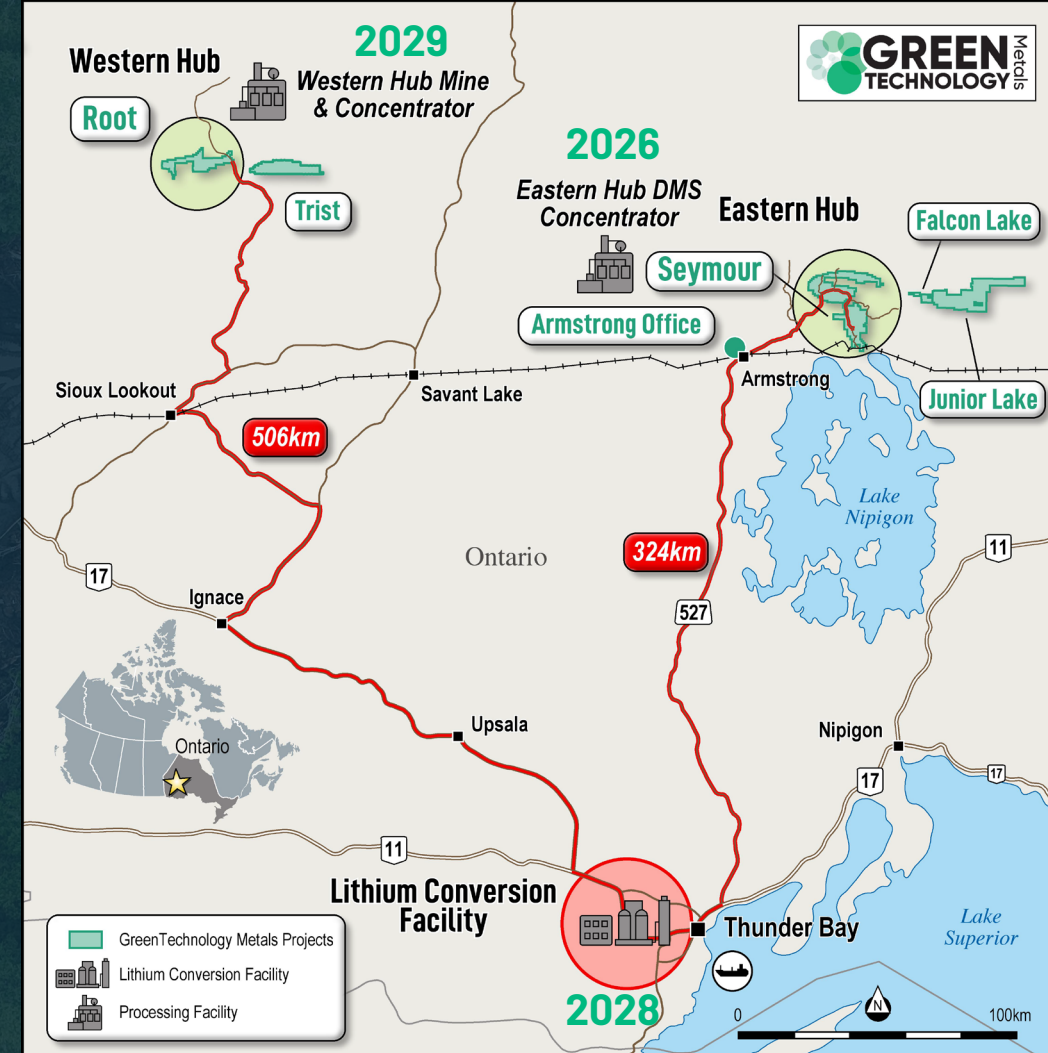 Western Hub
2029
Western Hub Mine
& Concentrator
GREEN
TECHNOLOGY
Metals
Root
Trist
2026
Eastern Hub DMS
Concentrator
Eastern Hub
Falcon Lake
Seymour
Armstrong Office
Armstrong
Junior Lake
Sioux Lookout
Savant Lake
506km
Lake
Nipigon
Ontario
324km
11
17
527
Ignace
Ontario
Upsala
Nipigon
17
17
11
Lithium Conversion
Facility
Thunder Bay
Lake
Superior
2028
GreenTechnology Metals Projects
Lithium Conversion Facility
Processing Facility
N
0
100km